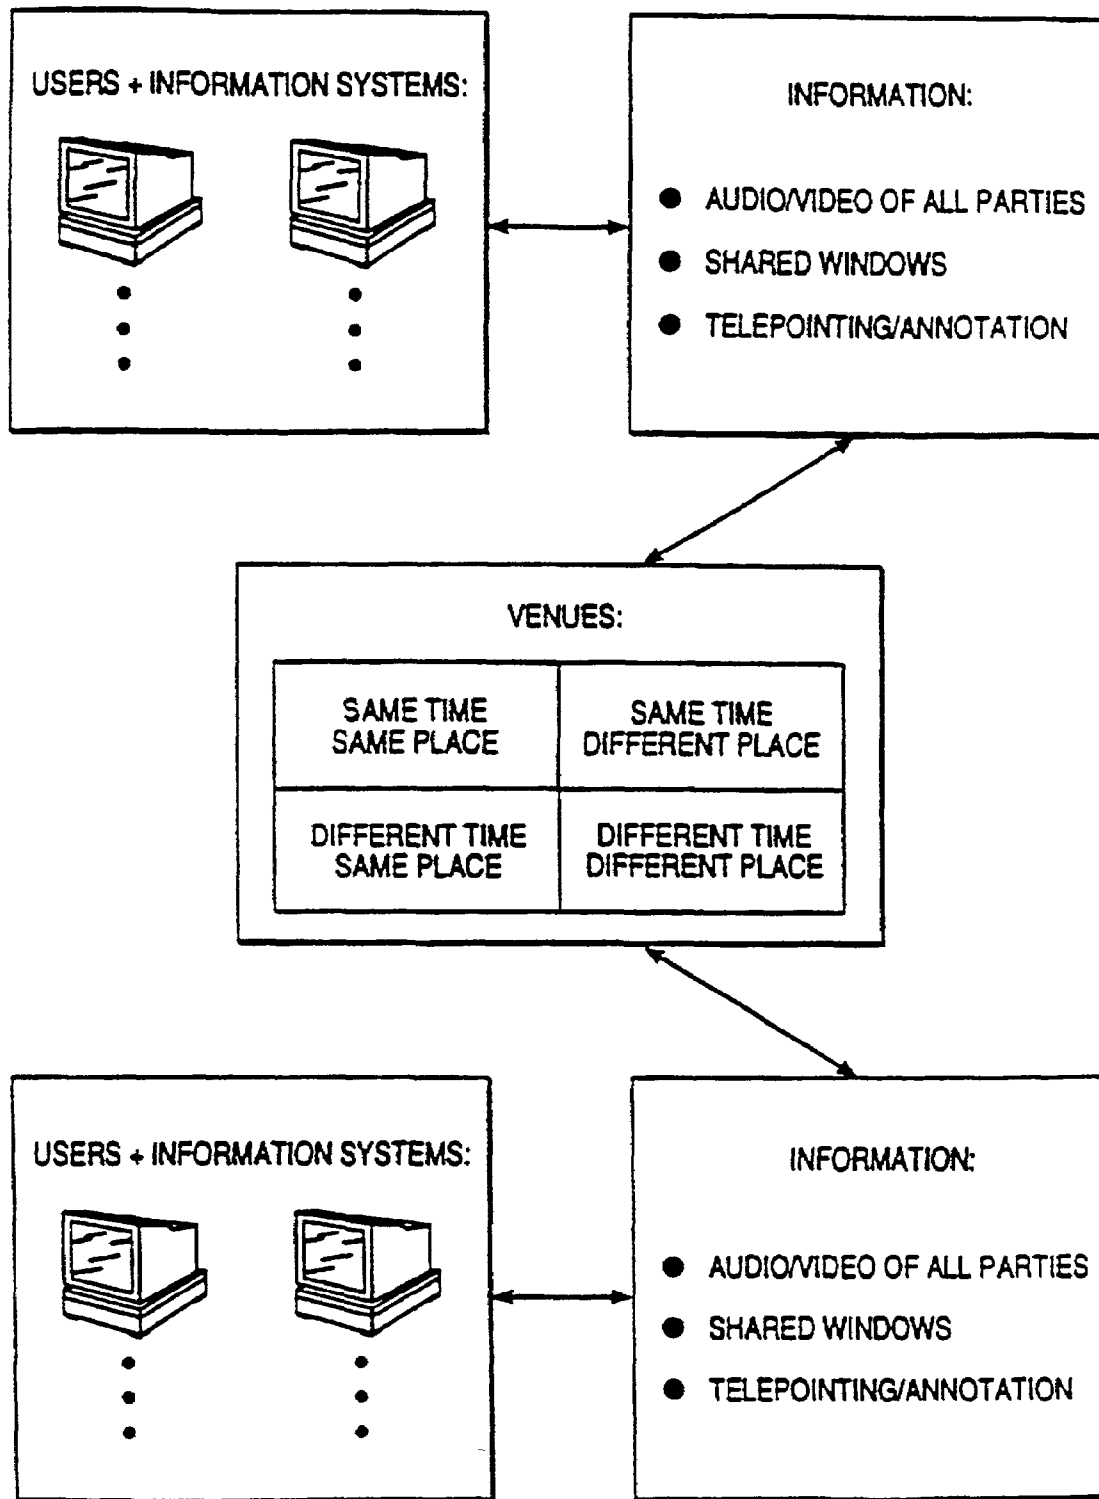 USERS + INFORMATION SYSTEMS:
INFORMATION:
● AUDIO/VIDEO OF ALL PARTIES
● SHARED WINDOWS
● TELEPOINTING/ANNOTATION
VENUES:
SAME TIME
SAME PLACE
SAME TIME
DIFFERENT PLACE
DIFFERENT TIME
SAME PLACE
DIFFERENT TIME
DIFFERENT PLACE
USERS + INFORMATION SYSTEMS:
INFORMATION:
● AUDIO/VIDEO OF ALL PARTIES
● SHARED WINDOWS
● TELEPOINTING/ANNOTATION